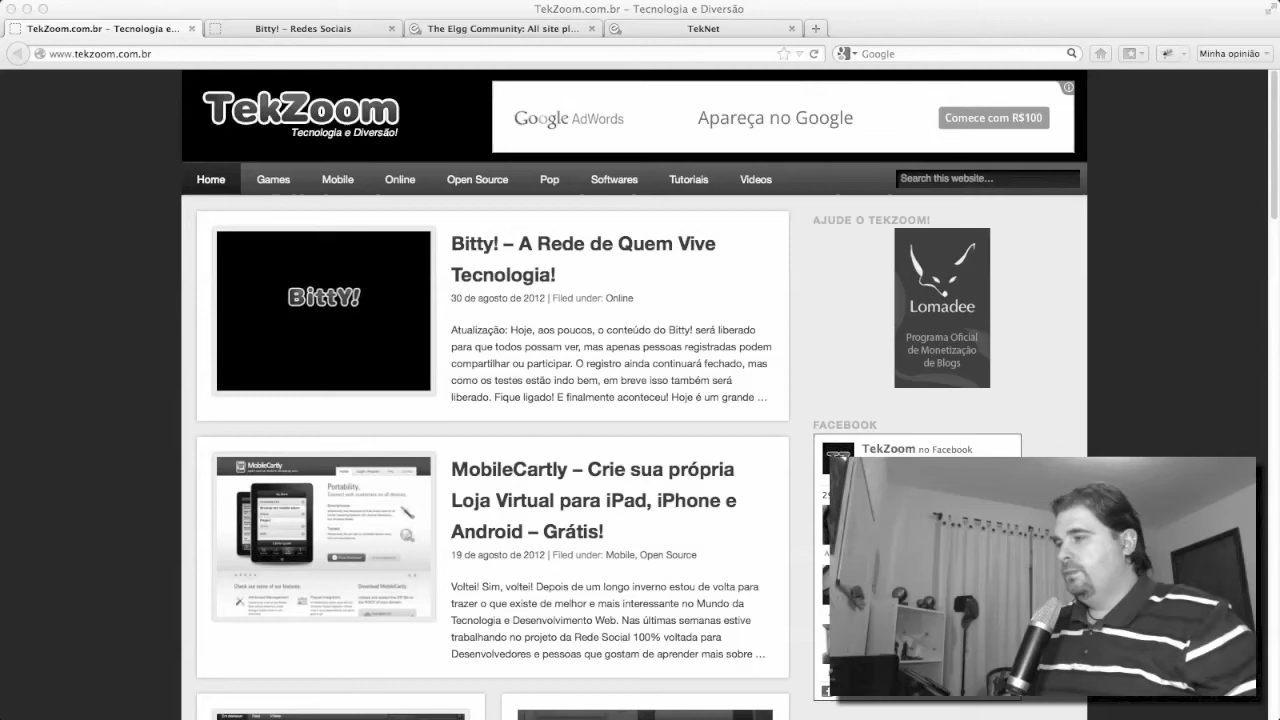 TekZoom.com.br – Tecnologia e Diversão
TekZoom.com.br – Tecnologia e...
Bitty! – Redes Sociais
The Elgg Community: All site pl...
TekNet
www.tekzoom.com.br
Google
Minha opinião
TekZoom
Tecnologia e Diversão!
Google AdWords
Apareça no Google
Comece com R$100
Home
Games
Mobile
Online
Open Source
Pop
Softwares
Tutoriais
Videos
Search this website...
Bitty! – A Rede de Quem Vive
Tecnologia!
30 de agosto de 2012 | Filed under: Online
BittY!
Atualização: Hoje, aos poucos, o conteúdo do Bitty! será liberado
para que todos possam ver, mas apenas pessoas registradas podem
compartilhar ou participar. O registro ainda continuará fechado, mas
como os testes estão indo bem, em breve isso também será
liberado. Fique ligado! E finalmente aconteceu! Hoje é um grande ...
AJUDE O TEKZOOM!
Lomadee
Programa Oficial
de Monetização
de Blogs
FACEBOOK
TekZoom no Facebook
MobileCartly – Crie sua própria
Loja Virtual para iPad, iPhone e
Android – Grátis!
19 de agosto de 2012 | Filed under: Mobile, Open Source
MobileCartly
Portability.
Check out more of our features.
Download MobileCartly
Voltei! Sim, voltei! Depois de um longo inverno estou de volta para
trazer o que existe de melhor e mais interessante no Mundo da
Tecnologia e Desenvolvimento Web. Nas últimas semanas estive
trabalhando no projeto da Rede Social 100% voltada para
Desenvolvedores e pessoas que gostam de aprender mais sobre ...